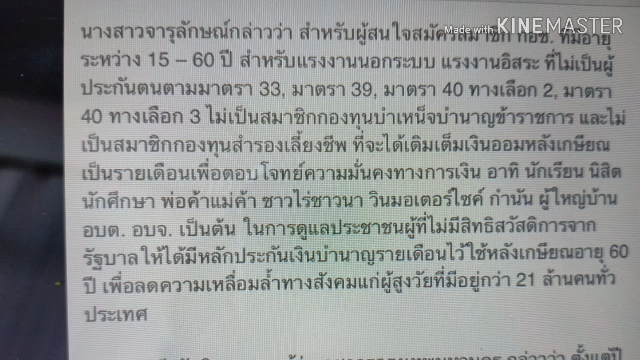 Made with KINEMASTER
นางสาวจารุลักษณ์กล่าวว่า สำหรับผู้สนใจสมัครสมาชิก กอช. ที่มีอายุ
ระหว่าง 15 – 60 ปี สำหรับแรงงานนอกระบบ แรงงานอิสระ ที่ไม่เป็นผู้
ประกันตนตามมาตรา 33, มาตรา 39, มาตรา 40 ทางเลือก 2, มาตรา
40 ทางเลือก 3 ไม่เป็นสมาชิกกองทุนบำเหน็จบำนาญข้าราชการ และไม่
เป็นสมาชิกกองทุนสำรองเลี้ยงชีพ ที่จะได้เติมเต็มเงินออมหลังเกษียณ
เป็นรายเดือนเพื่อตอบโจทย์ความมั่นคงทางการเงิน อาทิ นักเรียน นิสิต
นักศึกษา พ่อค้าแม่ค้า ชาวไร่ชาวนา วินมอเตอร์ไซค์ กำนัน ผู้ใหญ่บ้าน
อบต. อบจ. เป็นต้น ในการดูแลประชาชนผู้ที่ไม่มีสิทธิสวัสดิการจาก
รัฐบาล ให้ได้มีหลักประกันเงินบำนาญรายเดือนไว้ใช้หลังเกษียณอายุ 60
ปี เพื่อลดความเหลื่อมล้ำทางสังคมแก่ผู้สูงวัยที่มีอยู่กว่า 21 ล้านคนทั่ว
ประเทศ